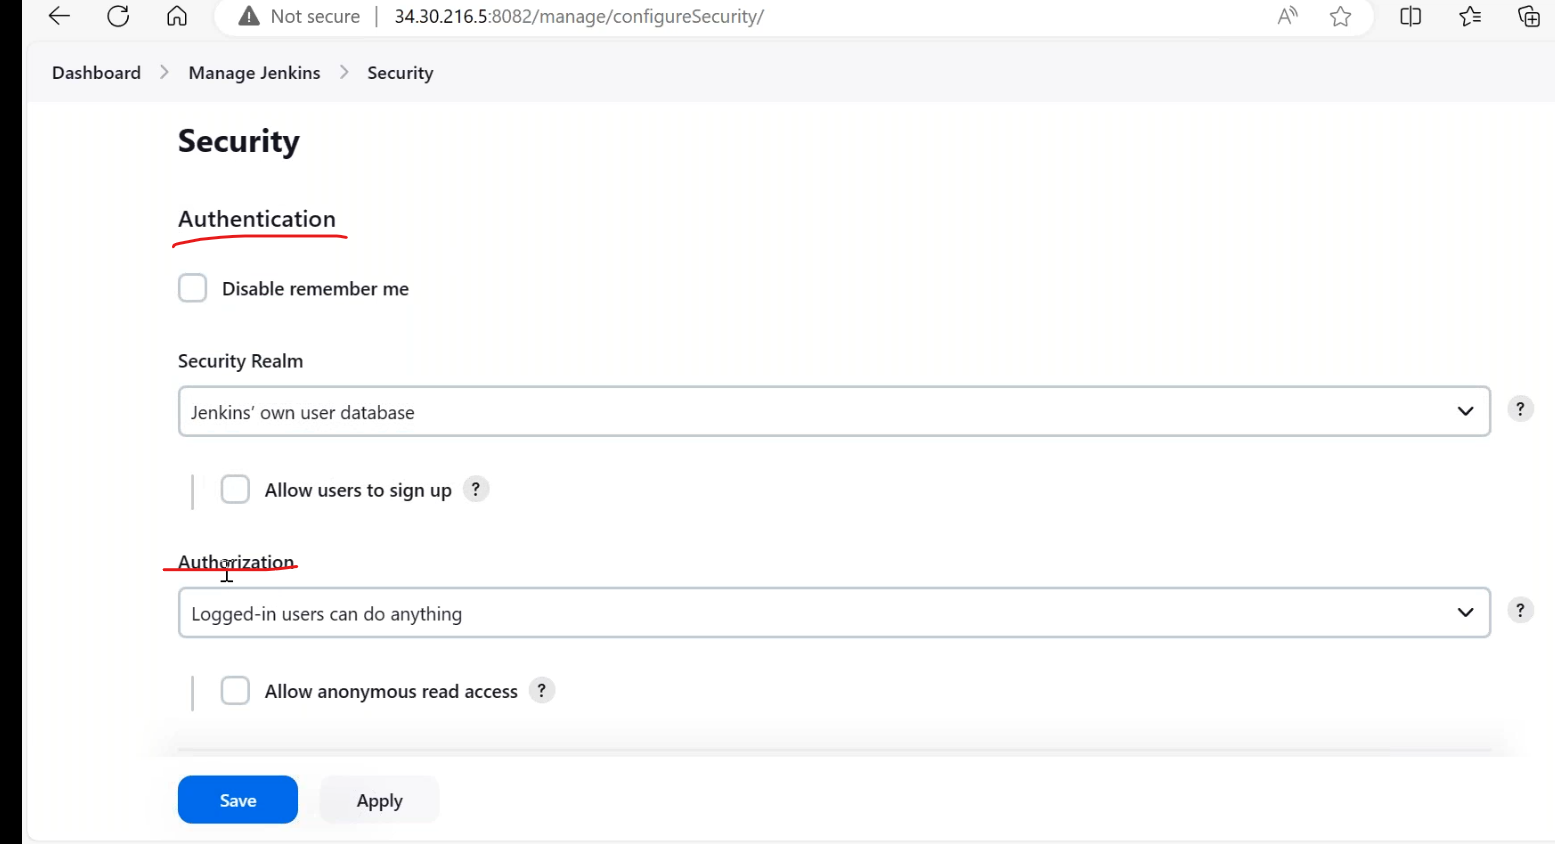 Not secure | 34.30.216.5:8082/manage/configureSecurity/
Dashboard > Manage Jenkins > Security
Security
Authentication
Disable remember me
Security Realm
Jenkins' own user database
?
Allow users to sign up ?
Authorization
Logged-in users can do anything
?
Allow anonymous read access ?
Save Apply